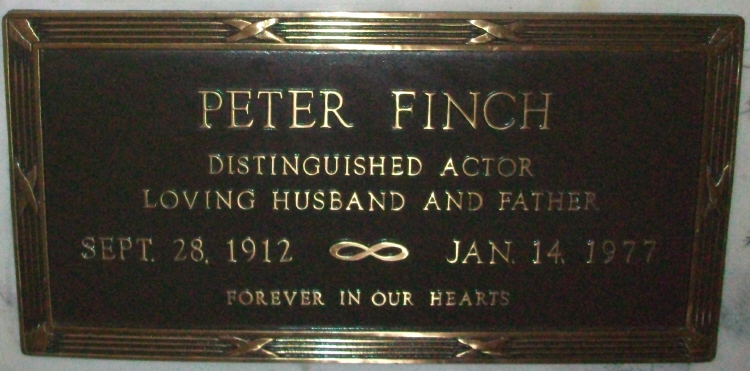 PETER FINCH
DISTINGUISHED ACTOR
LOVING HUSBAND AND FATHER
SEPT. 28, 1912 ∞ JAN. 14, 1977
FOREVER IN OUR HEARTS